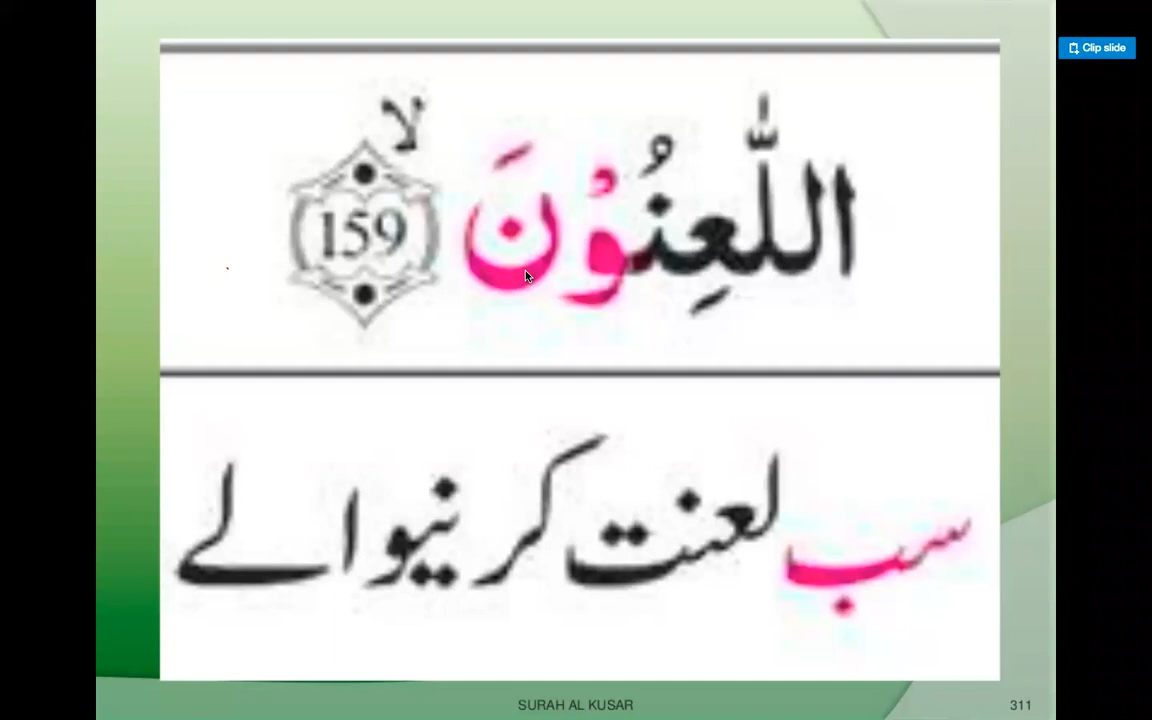 Clip slide
اللّٰعِنُوْنَ ﻻ 159
سب لعنت کرنیوالے
SURAH AL KUSAR
311